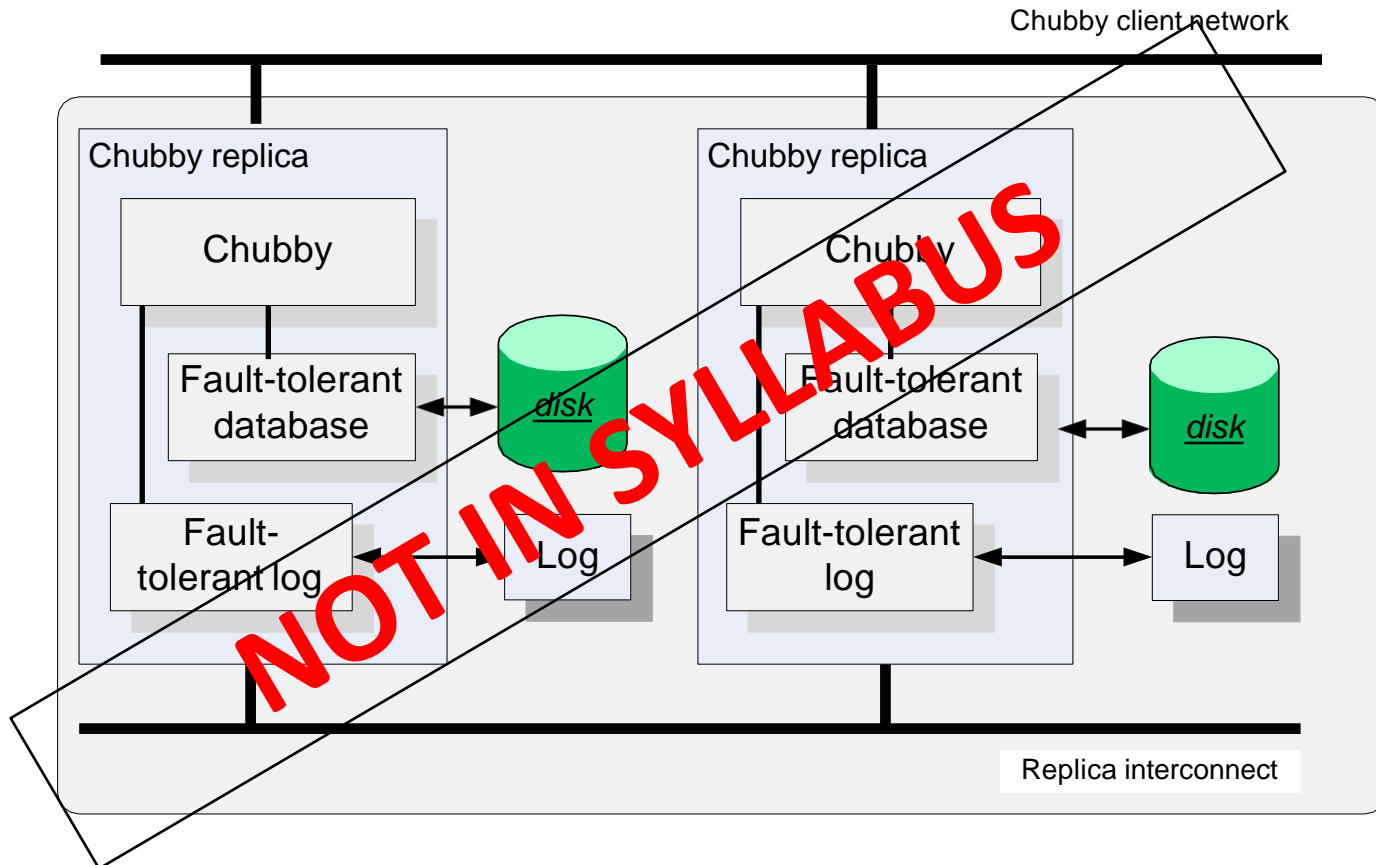 Chubby client network
Chubby replica
Chubby
Fault-tolerant
database
disk
Fault-
tolerant log
Log
Chubby replica
Chubby
Fault-tolerant
database
disk
Fault-tolerant
log
Log
NOT IN SYLLABUS
Replica interconnect